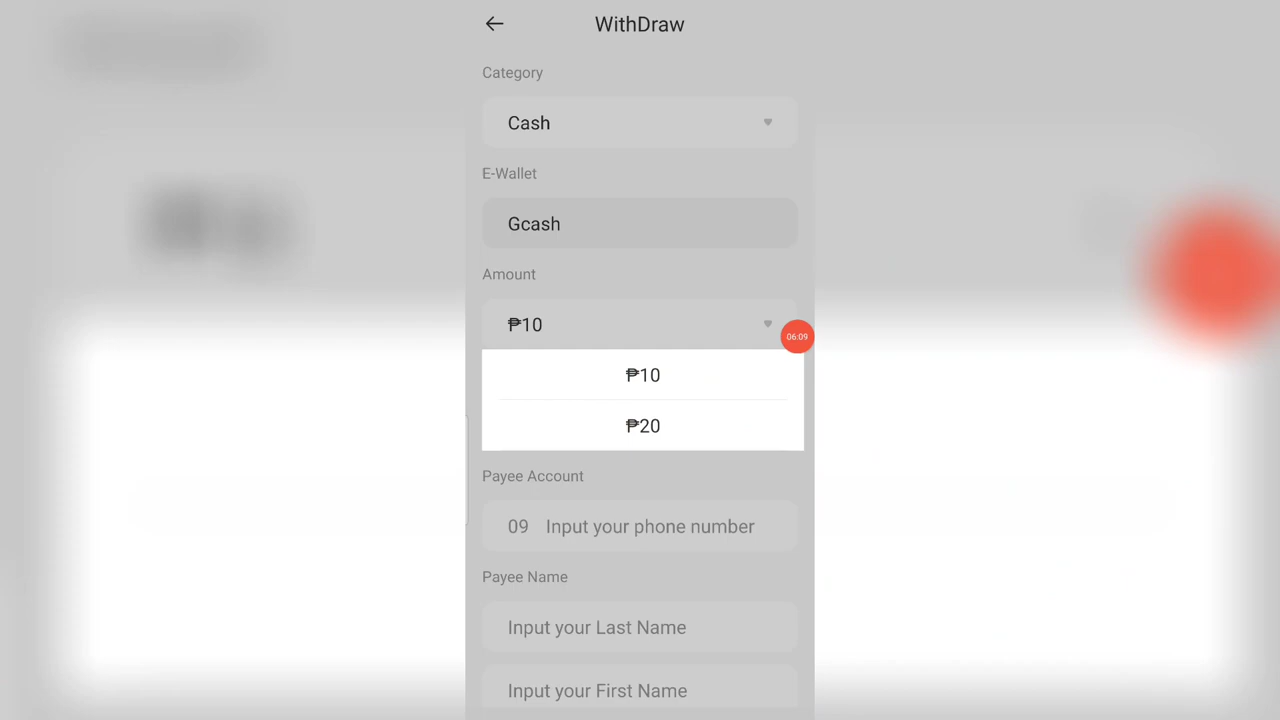 WithDraw
Category
Cash
E-Wallet
Gcash
Amount
₱10
06:09
₱10
₱20
Payee Account
09 Input your phone number
Payee Name
Input your Last Name
Input your First Name